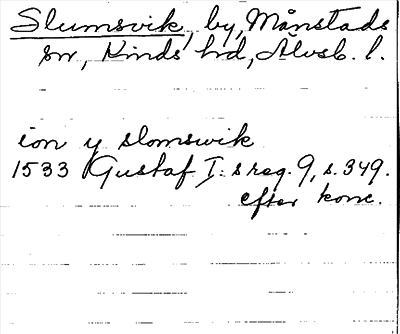 Slumsvik, by, Månstads
sn, Kinds hd, Älvsb. l.
ion y slomswik
1533 Gustaf I:s reg. 9, s. 349.
efter konc.